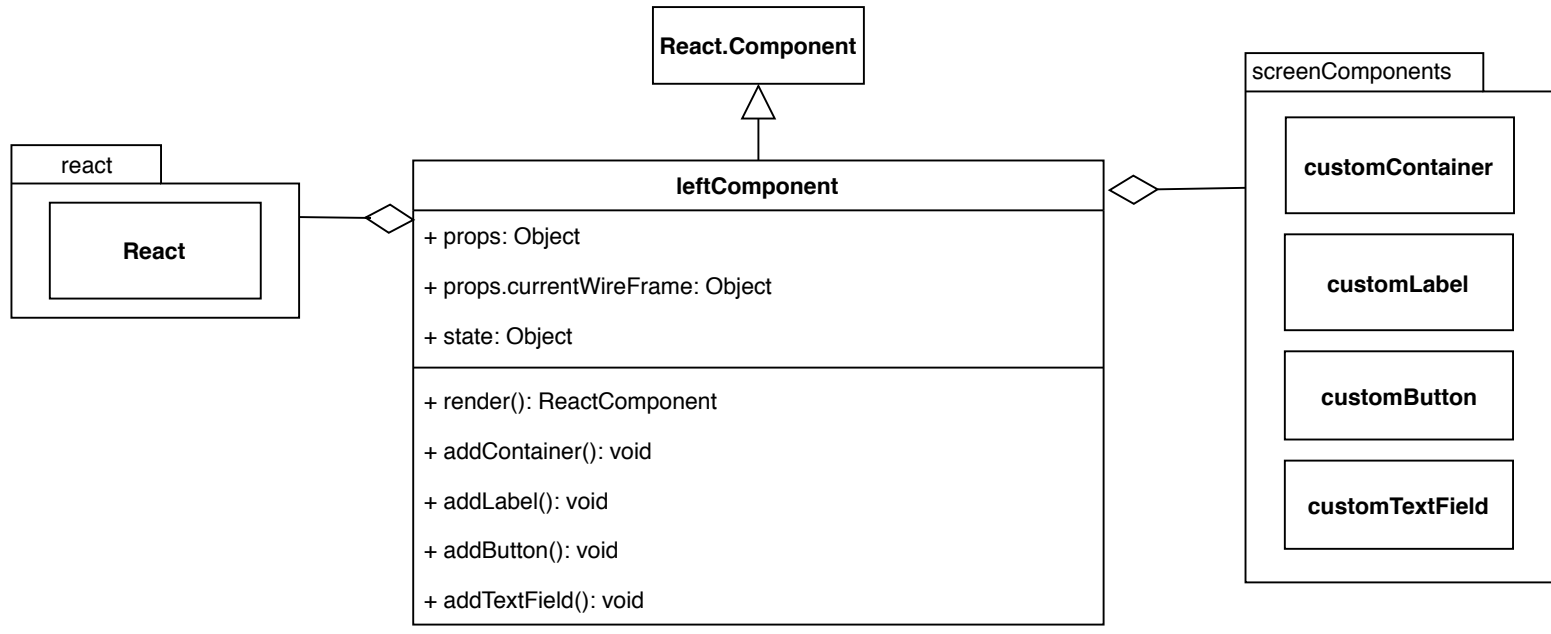 React.Component
screenComponents
customContainer
customLabel
customButton
customTextField
react
React
leftComponent
+ props: Object
+ props.currentWireFrame: Object
+ state: Object
+ render(): ReactComponent
+ addContainer(): void
+ addLabel(): void
+ addButton(): void
+ addTextField(): void